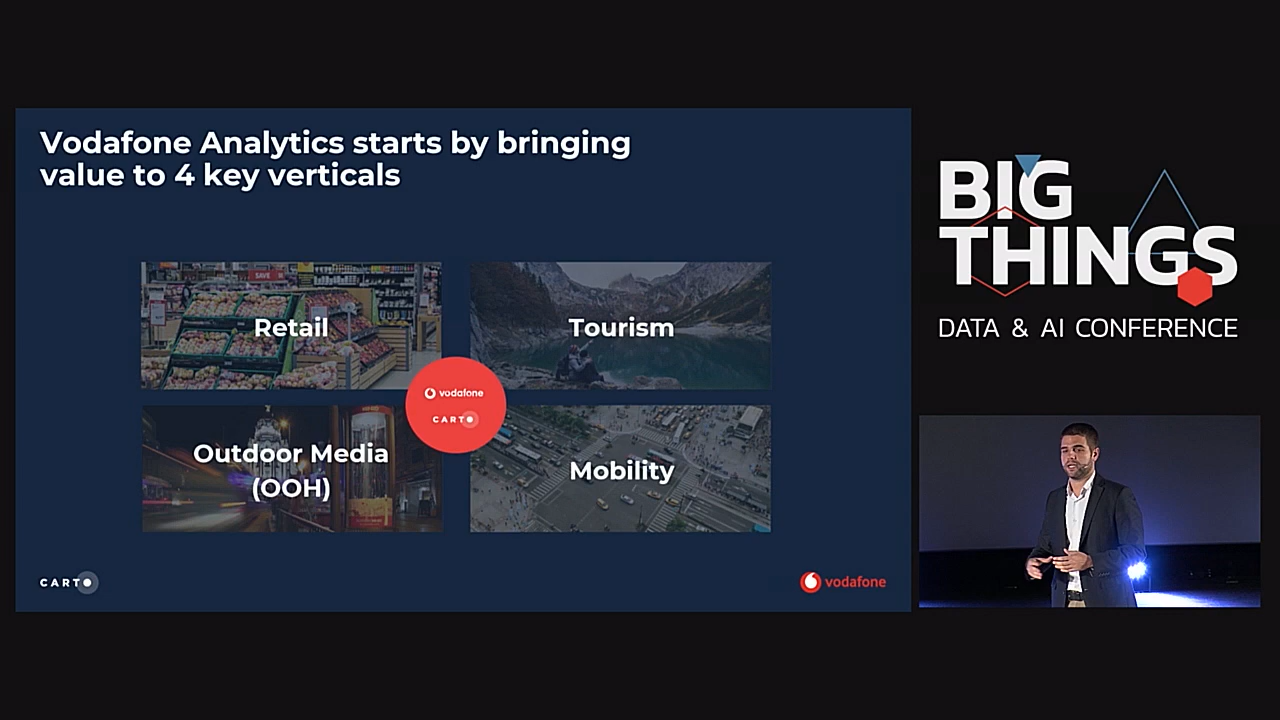 Vodafone Analytics starts by bringing
value to 4 key verticals
SAVE
Retail
Tourism
vodafone
CARTO
Outdoor Media
(OOH)
Mobility
CARTO
vodafone
BIG
THINGS
DATA & AI CONFERENCE